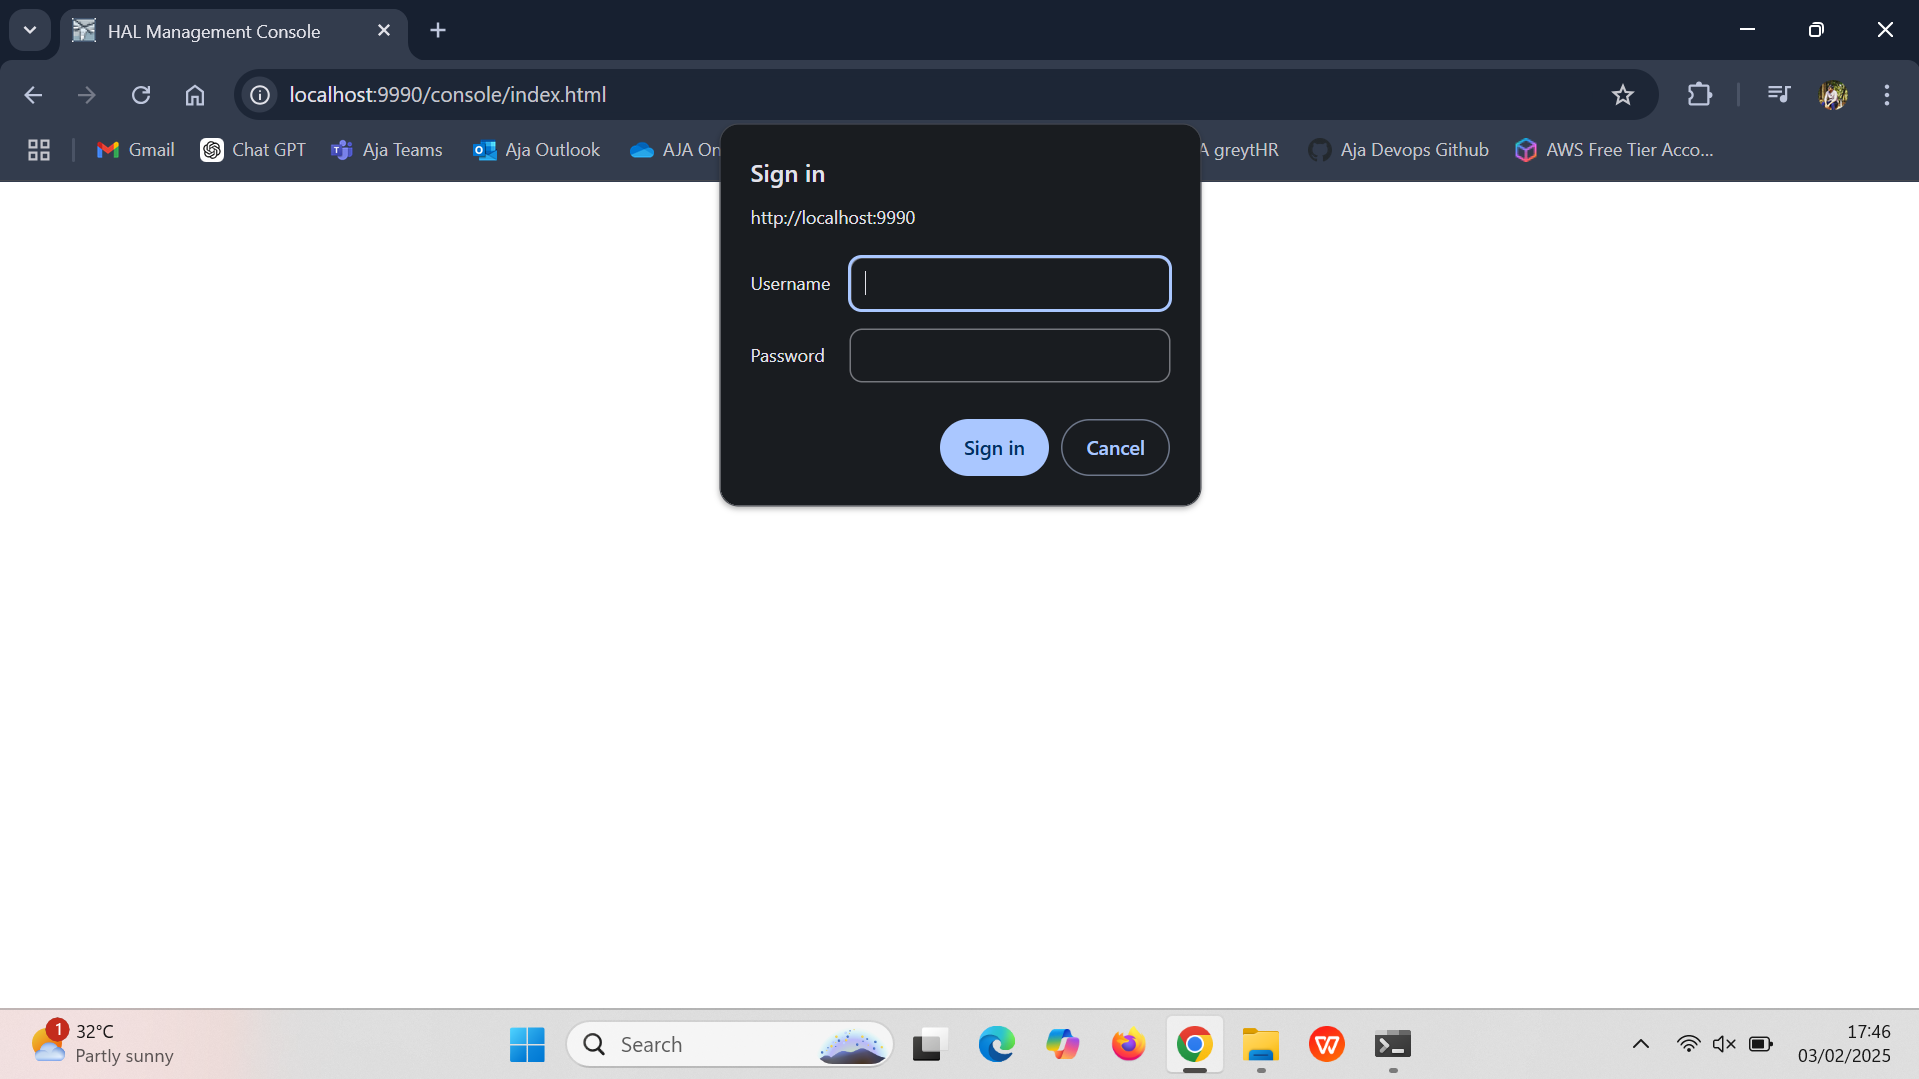 HAL Management Console
localhost:9990/console/index.html
Gmail Chat GPT Aja Teams Aja Outlook AJA On A greytHR Aja Devops Github AWS Free Tier Acco...
Sign in
http://localhost:9990
Username
Password
Sign in Cancel
1 32°C
Partly sunny
Search
17:46
03/02/2025